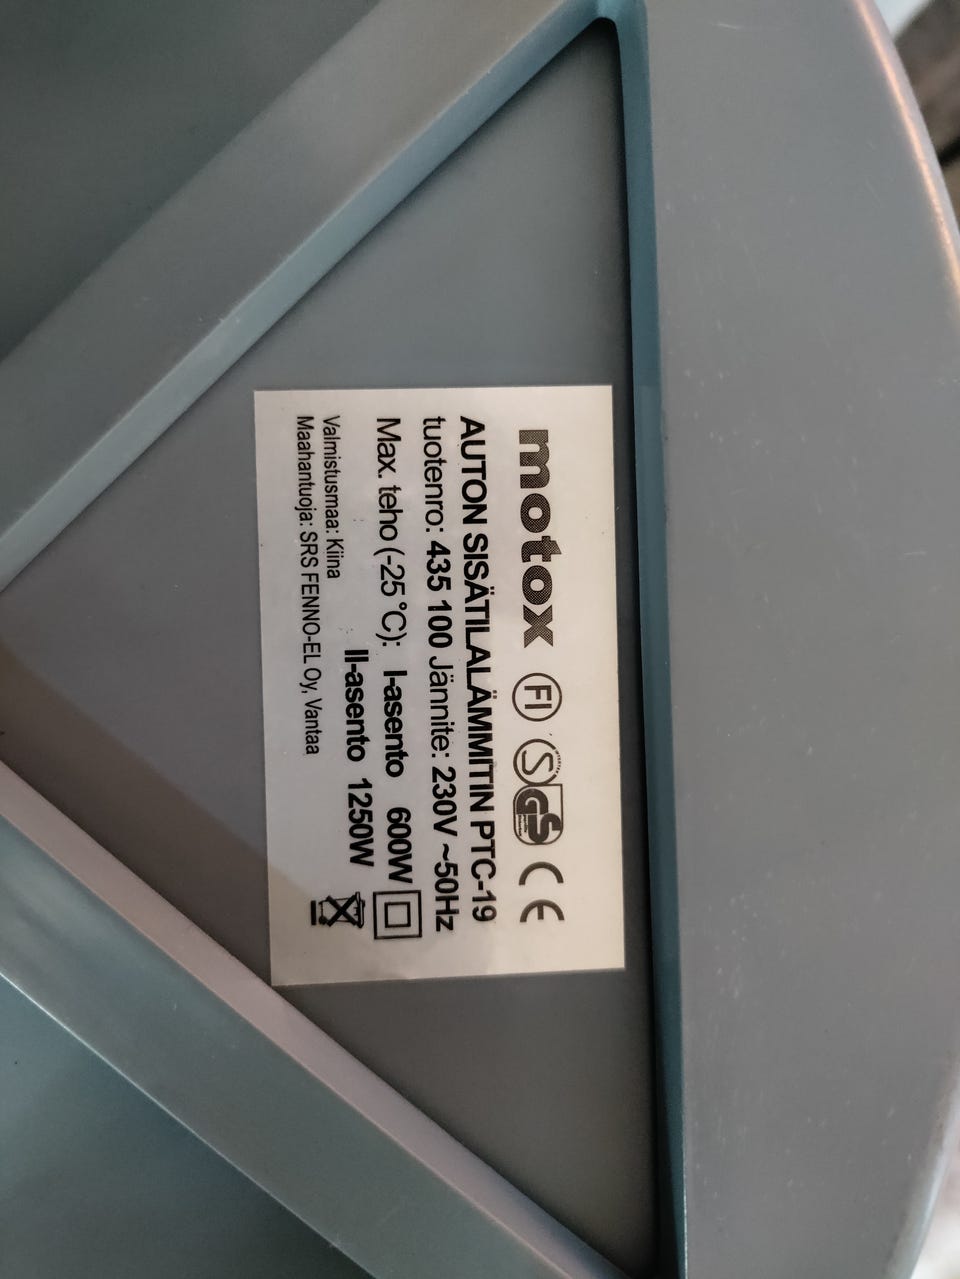 motox FI S GS CE
AUTON SISÄTILALÄMMITIN PTC-19
tuotenro: 435 100 Jännite: 230V ~50Hz
Max. teho (-25 °C): I-asento 600W
II-asento 1250W
Valmistusmaa: Kiina
Maahantuoja: SRS FENNO-EL Oy, Vantaa